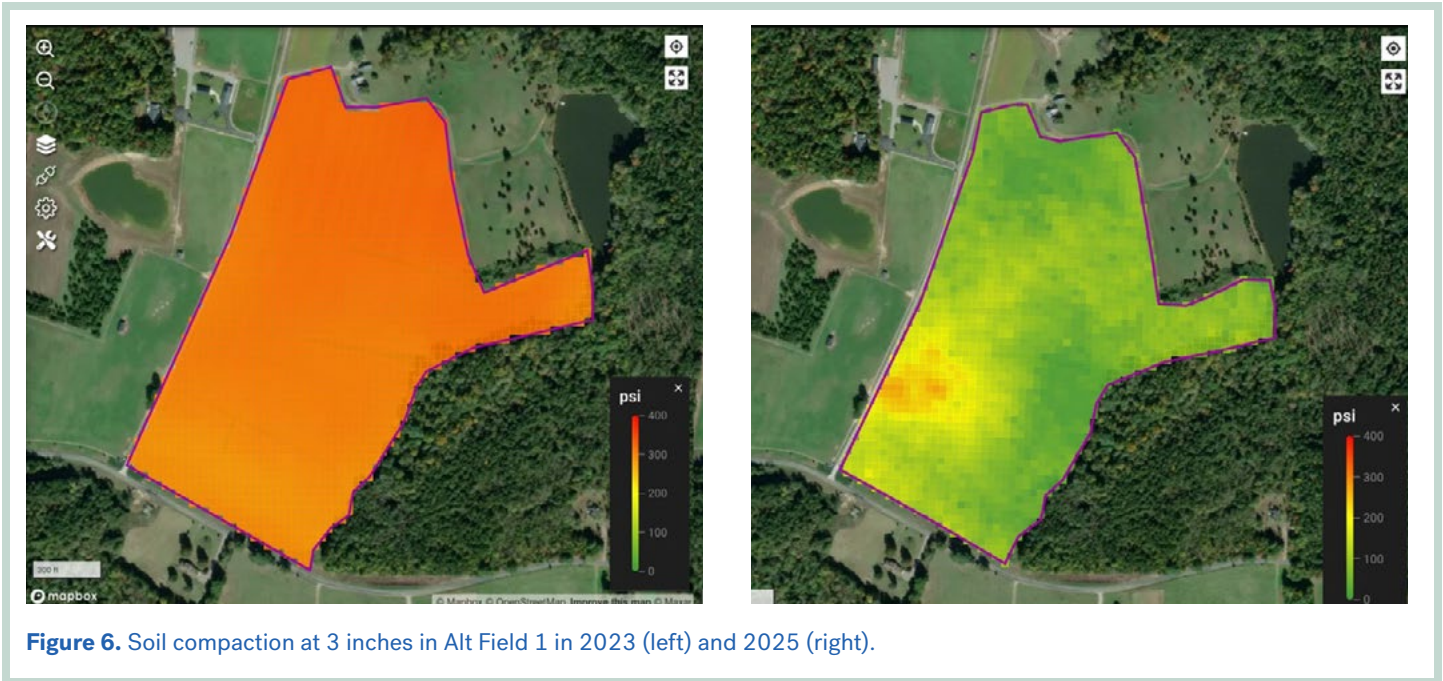 psi
400
300
200
100
0
300 ft
mapbox
© Mapbox © OpenStreetMap Improve this map © Maxar
psi
400
300
200
100
0
Figure 6. Soil compaction at 3 inches in Alt Field 1 in 2023 (left) and 2025 (right).